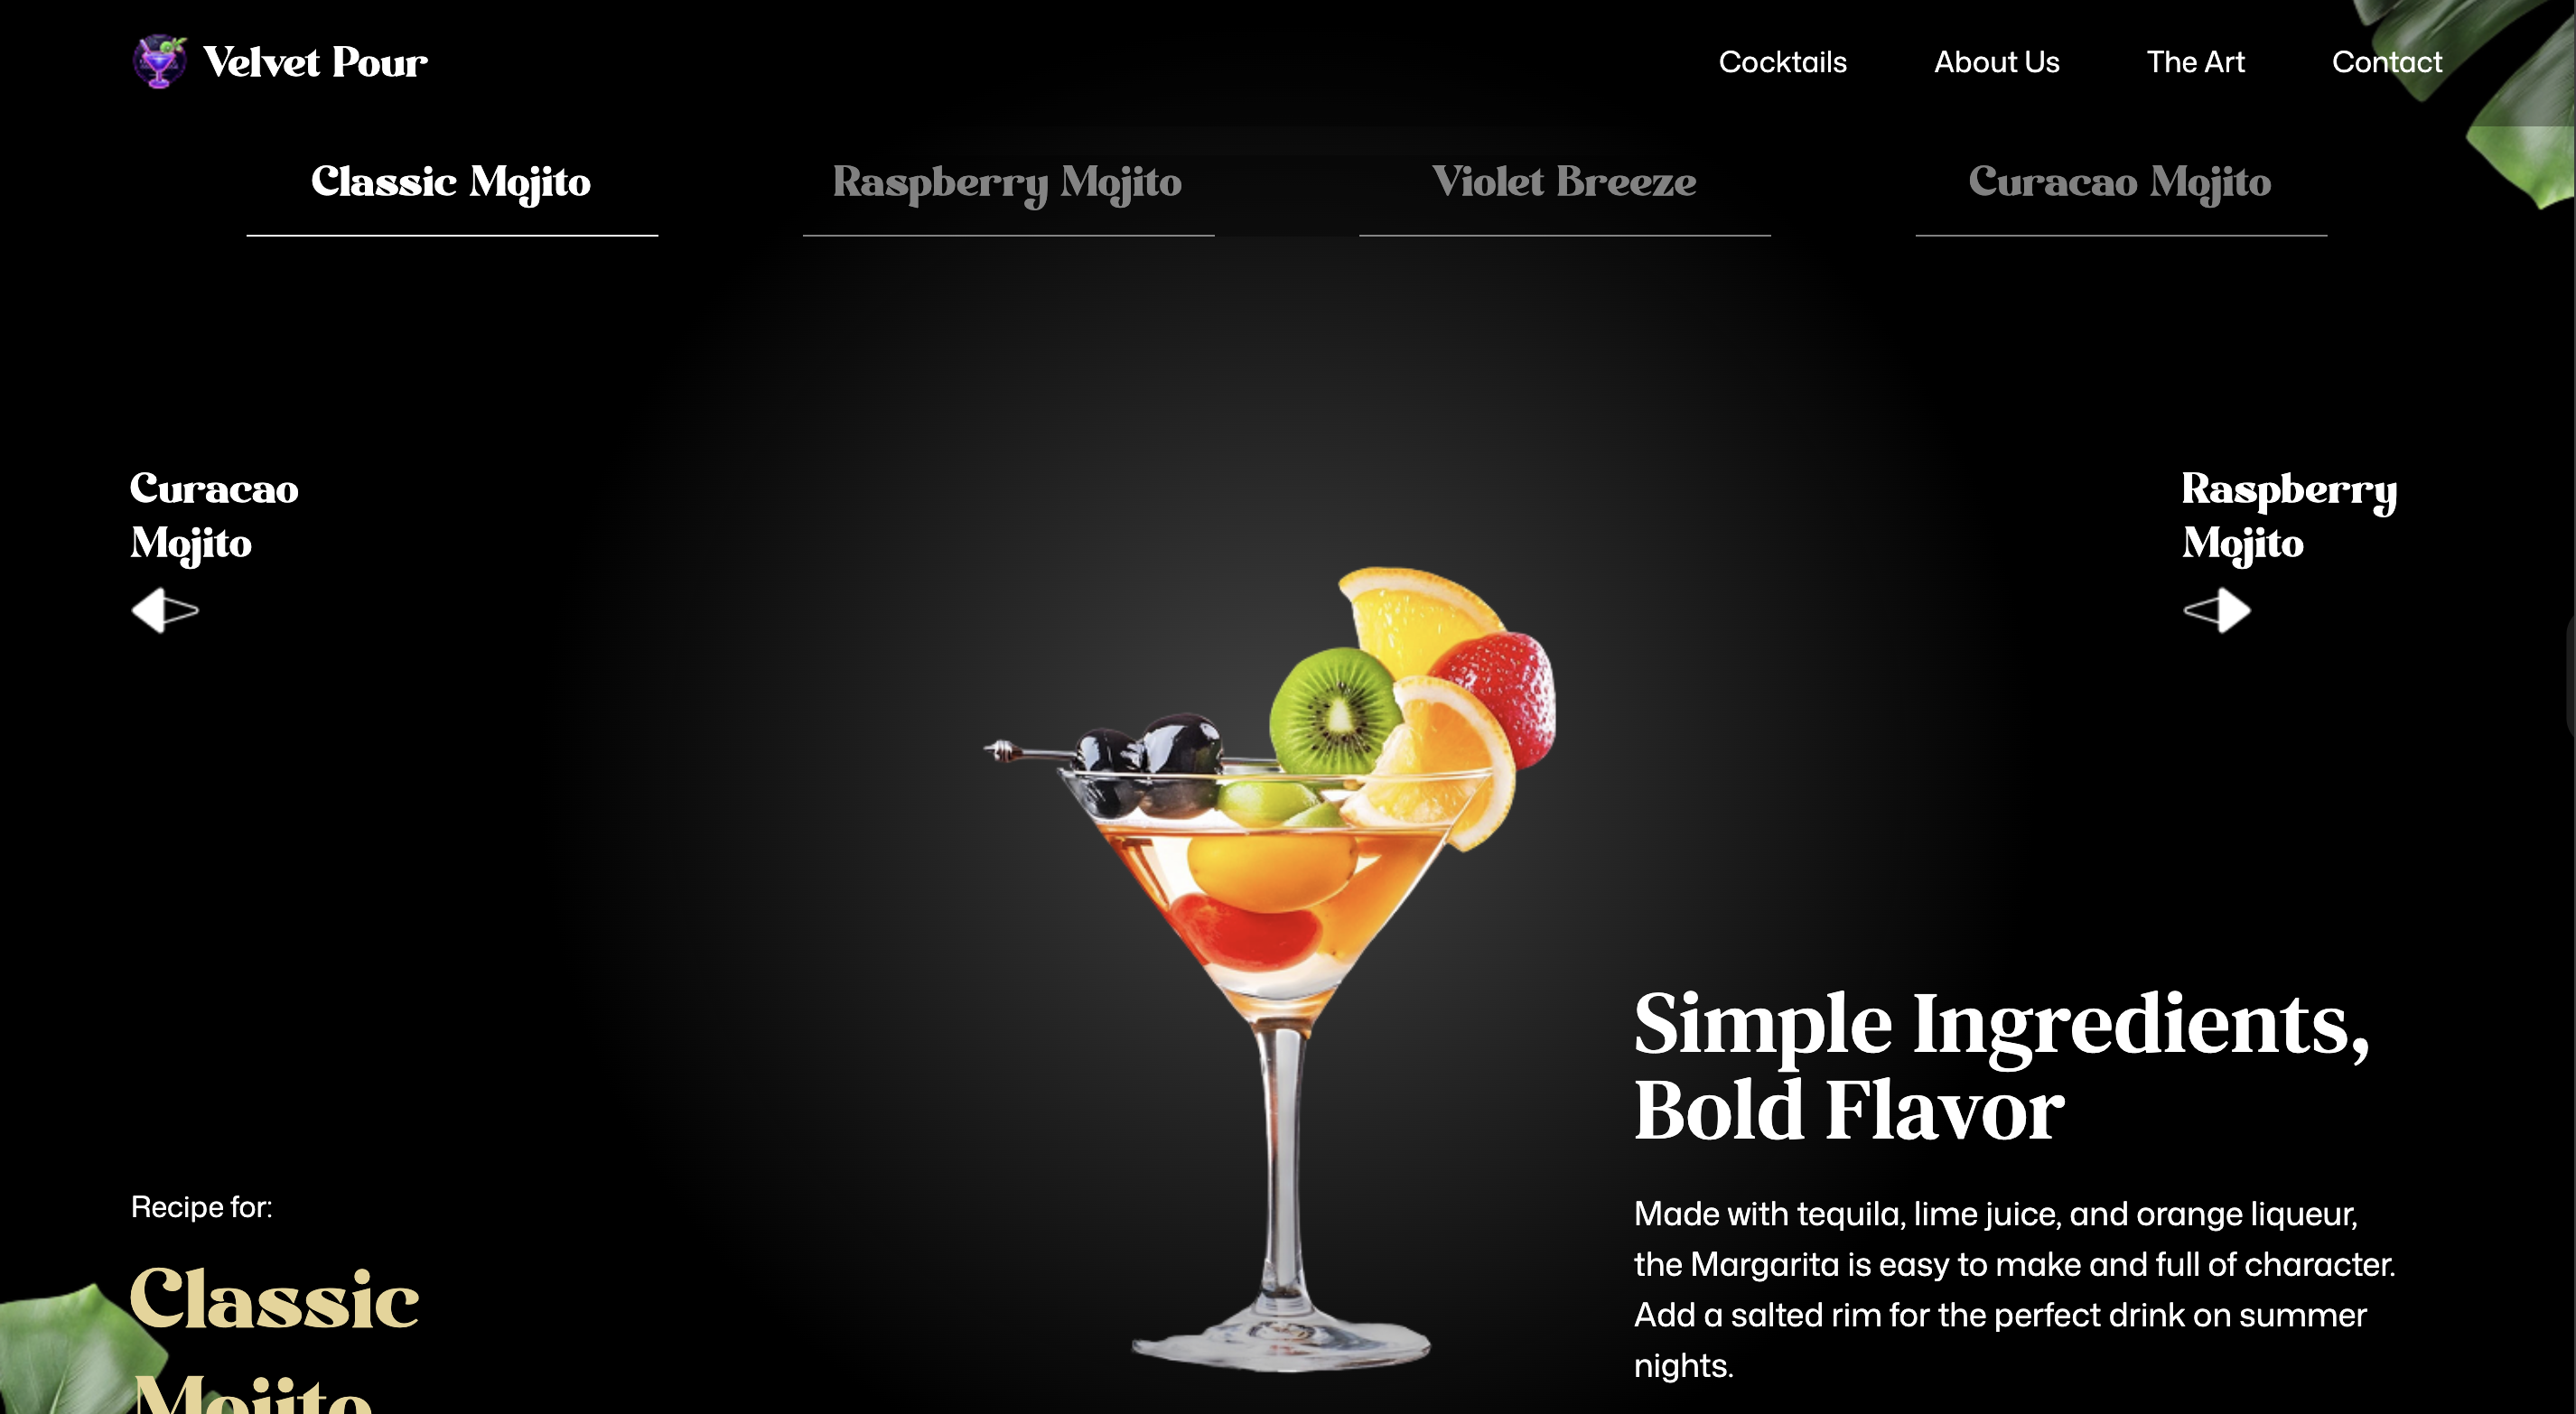 Velvet Pour
Cocktails
About Us
The Art
Contact
Classic Mojito
Raspberry Mojito
Violet Breeze
Curacao Mojito
Curacao
Mojito
Raspberry
Mojito
Simple Ingredients,
Bold Flavor
Made with tequila, lime juice, and orange liqueur,
the Margarita is easy to make and full of character.
Add a salted rim for the perfect drink on summer
nights.
Recipe for:
Classic
Mojito